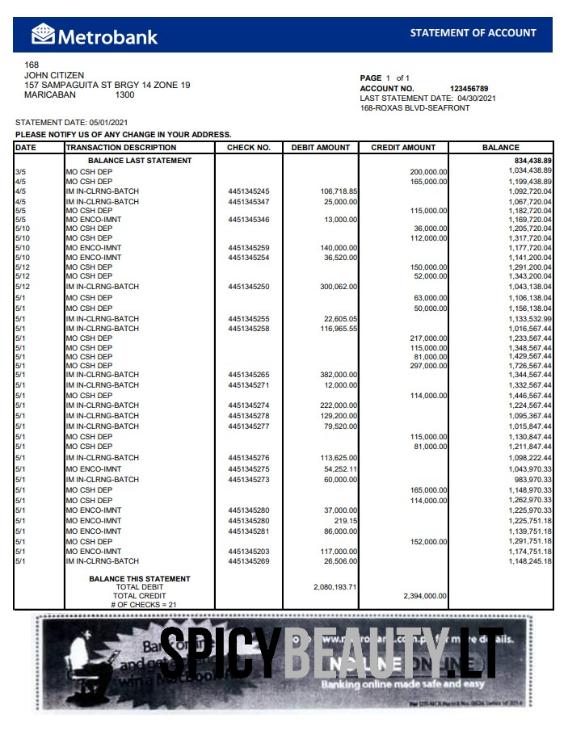 Metrobank
STATEMENT OF ACCOUNT
168
JOHN CITIZEN
157 SAMPAGUITA ST BRGY 14 ZONE 19
MARICABAN 1300
PAGE 1 of 1
ACCOUNT NO. 123456789
LAST STATEMENT DATE: 04/30/2021
168-ROXAS BLVD-SEAFRONT
STATEMENT DATE: 05/01/2021
PLEASE NOTIFY US OF ANY CHANGE IN YOUR ADDRESS.
DATE TRANSACTION DESCRIPTION CHECK NO. DEBIT AMOUNT CREDIT AMOUNT BALANCE
BALANCE LAST STATEMENT 834,438.89
3/5 MO CSH DEP 200,000.00 1,034,438.89
4/5 MO CSH DEP 165,000.00 1,199,438.89
4/5 IM IN-CLRNG-BATCH 4451345245 106,718.85 1,092,720.04
4/5 IM IN-CLRNG-BATCH 4451345347 25,000.00 1,067,720.04
5/5 MO CSH DEP 115,000.00 1,182,720.04
5/5 MO ENCO-IMNT 4451345346 13,000.00 1,169,720.04
5/10 MO CSH DEP 36,000.00 1,205,720.04
5/10 MO CSH DEP 112,000.00 1,317,720.04
5/10 MO ENCO-IMNT 4451345259 140,000.00 1,177,720.04
5/10 MO ENCO-IMNT 4451345254 36,520.00 1,141,200.04
5/12 MO CSH DEP 150,000.00 1,291,200.04
5/12 MO CSH DEP 52,000.00 1,343,200.04
5/12 IM IN-CLRNG-BATCH 4451345250 300,062.00 1,043,138.04
5/1 MO CSH DEP 63,000.00 1,106,138.04
5/1 MO CSH DEP 50,000.00 1,156,138.04
5/1 IM IN-CLRNG-BATCH 4451345255 22,605.05 1,133,532.99
5/1 IM IN-CLRNG-BATCH 4451345258 116,965.55 1,016,567.44
5/1 MO CSH DEP 217,000.00 1,233,567.44
5/1 MO CSH DEP 115,000.00 1,348,567.44
5/1 MO CSH DEP 81,000.00 1,429,567.44
5/1 MO CSH DEP 297,000.00 1,726,567.44
5/1 IM IN-CLRNG-BATCH 4451345265 382,000.00 1,344,567.44
5/1 IM IN-CLRNG-BATCH 4451345271 12,000.00 1,332,567.44
5/1 MO CSH DEP 114,000.00 1,446,567.44
5/1 IM IN-CLRNG-BATCH 4451345274 222,000.00 1,224,567.44
5/1 IM IN-CLRNG-BATCH 4451345278 129,200.00 1,095,367.44
5/1 IM IN-CLRNG-BATCH 4451345277 79,520.00 1,015,847.44
5/1 MO CSH DEP 115,000.00 1,130,847.44
5/1 MO CSH DEP 81,000.00 1,211,847.44
5/1 IM IN-CLRNG-BATCH 4451345276 113,625.00 1,098,222.44
5/1 MO ENCO-IMNT 4451345275 54,252.11 1,043,970.33
5/1 IM IN-CLRNG-BATCH 4451345273 60,000.00 983,970.33
5/1 MO CSH DEP 165,000.00 1,148,970.33
5/1 MO CSH DEP 114,000.00 1,262,970.33
5/1 MO ENCO-IMNT 4451345280 37,000.00 1,225,970.33
5/1 MO ENCO-IMNT 4451345280 219.15 1,225,751.18
5/1 MO ENCO-IMNT 4451345281 86,000.00 1,139,751.18
5/1 MO CSH DEP 152,000.00 1,291,751.18
5/1 MO ENCO-IMNT 4451345203 117,000.00 1,174,751.18
5/1 IM IN-CLRNG-BATCH 4451345269 26,506.00 1,148,245.18
BALANCE THIS STATEMENT
TOTAL DEBIT 2,080,193.71
TOTAL CREDIT 2,394,000.00
# OF CHECKS = 21
SPICYBEAUTY.LT
more details.
Banking online made safe and easy